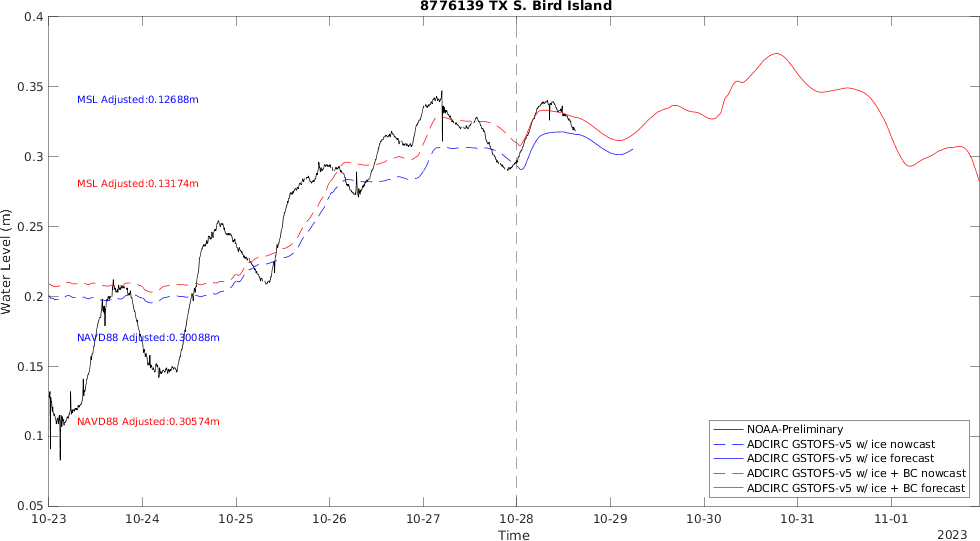 8776139 TX S. Bird Island
0.4
0.35
0.3
0.25
0.2
0.15
0.1
0.05
Water Level (m)
MSL Adjusted:0.12688m
MSL Adjusted:0.13174m
NAVD88 Adjusted:0.30088m
NAVD88 Adjusted:0.30574m
NOAA-Preliminary
ADCIRC GSTOFS-v5 w/ ice nowcast
ADCIRC GSTOFS-v5 w/ ice forecast
ADCIRC GSTOFS-v5 w/ ice + BC nowcast
ADCIRC GSTOFS-v5 w/ ice + BC forecast
10-23 10-24 10-25 10-26 10-27 10-28 10-29 10-30 10-31 11-01
Time
2023